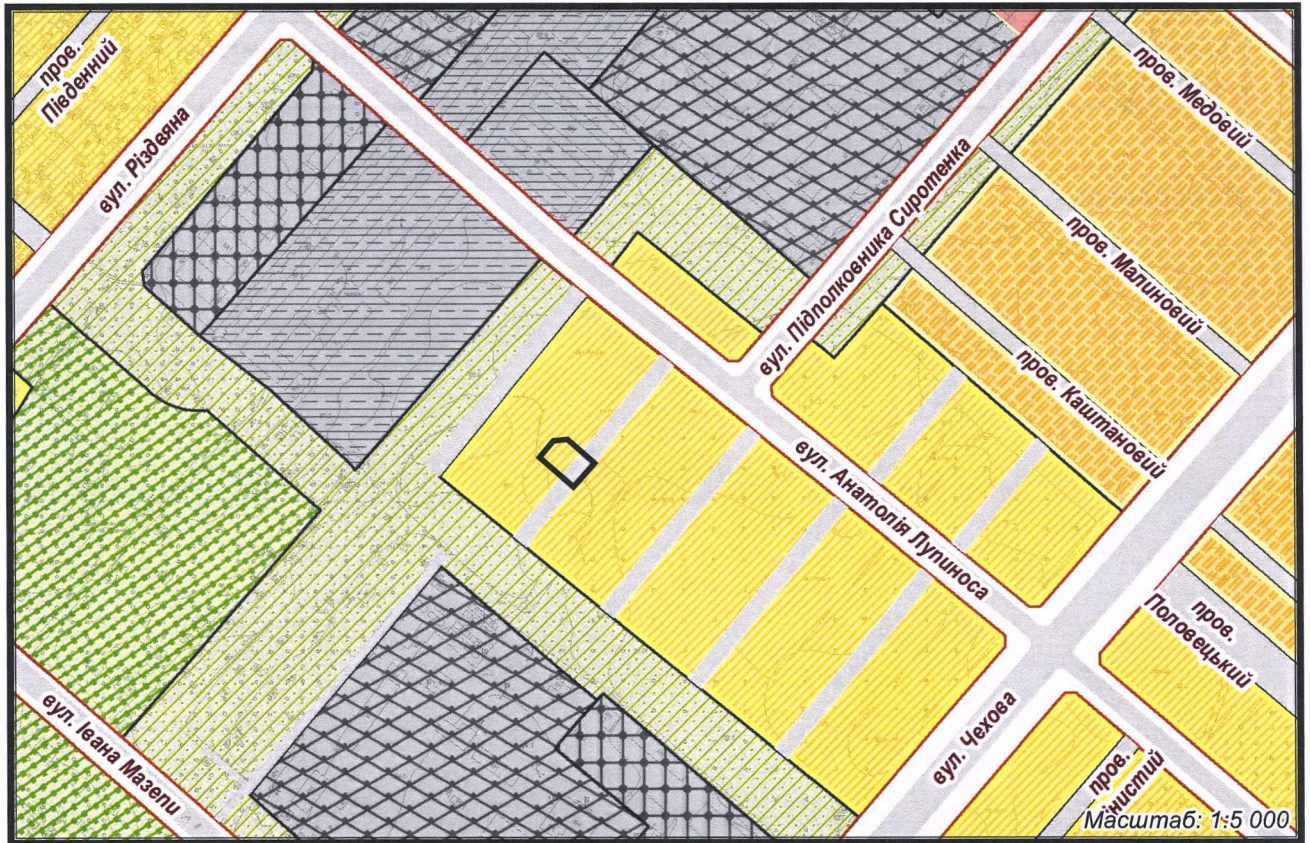 пров.
Південний
вул. Різдвяна
пров. Медовий
вул. Підполковника Сиротенка
пров. Малиновий
пров. Каштановий
вул. Анатолія Лупиноса
пров.
Половецький
вул. Івана Мазепи
вул. Чехова
пров.
інистий
Масштаб: 1:5 000